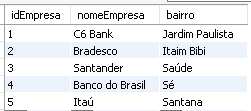 idEmpresa nomeEmpresa bairro
1 C6 Bank Jardim Paulista
2 Bradesco Itaim Bibi
3 Santander Saúde
4 Banco do Brasil Sé
5 Itaú Santana